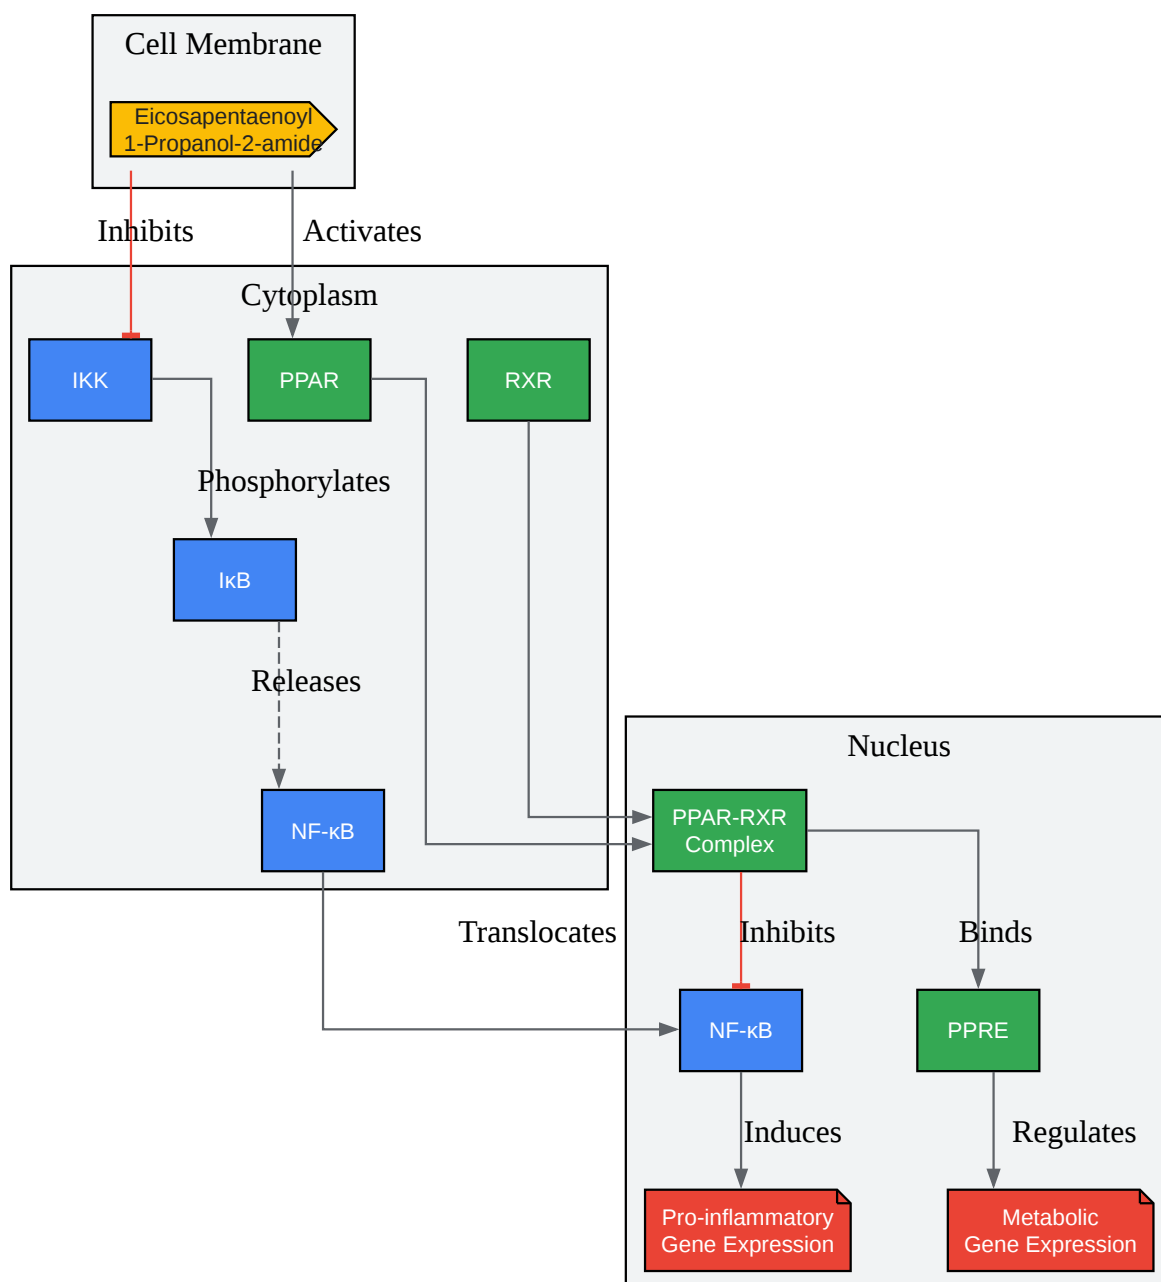 Cell Membrane
Eicosapentaenoyl
1-Propanol-2-amide
Inhibits
Activates
Cytoplasm
IKK
PPAR
RXR
Phosphorylates
IκB
Releases
NF-κB
Nucleus
PPAR-RXR
Complex
Translocates
Inhibits
Binds
NF-κB
PPRE
Induces
Regulates
Pro-inflammatory
Gene Expression
Metabolic
Gene Expression